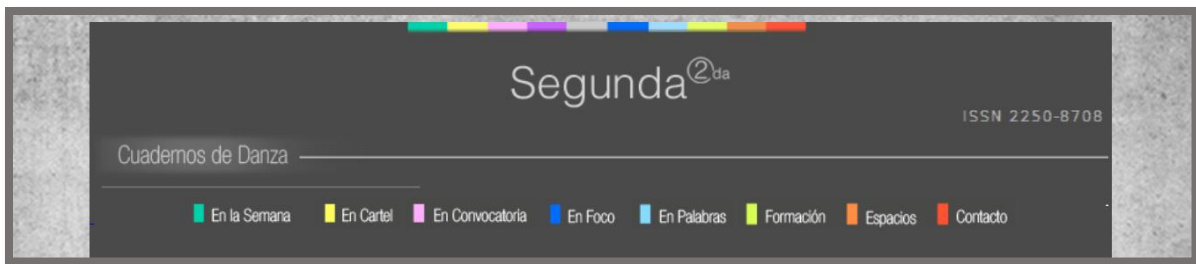 Segunda②da
ISSN 2250-8708
Cuadernos de Danza
En la Semana En Cartel En Convocatoria En Foco En Palabras Formación Espacios Contacto